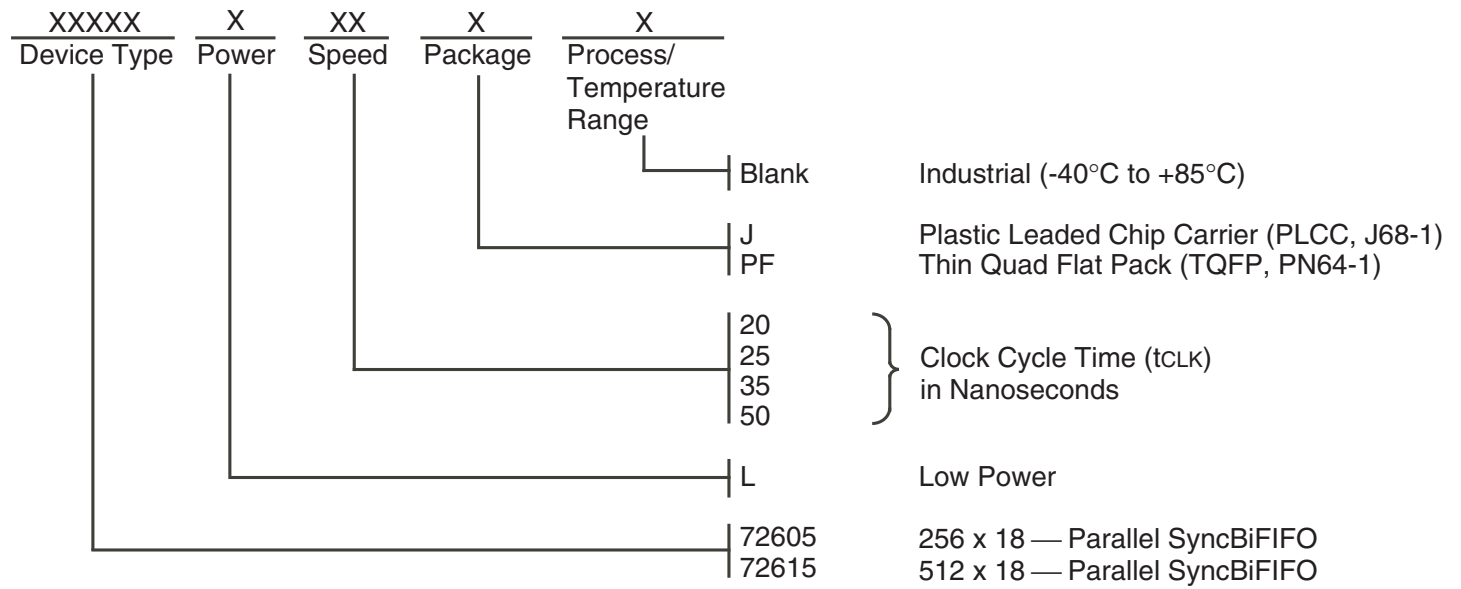 XXXXX X XX X X
Device Type Power Speed Package Process/
Temperature
Range
Blank Industrial (-40°C to +85°C)
J Plastic Leaded Chip Carrier (PLCC, J68-1)
PF Thin Quad Flat Pack (TQFP, PN64-1)
20
25
35
50
Clock Cycle Time (tCLK)
in Nanoseconds
L Low Power
72605 256 x 18 — Parallel SyncBiFIFO
72615 512 x 18 — Parallel SyncBiFIFO